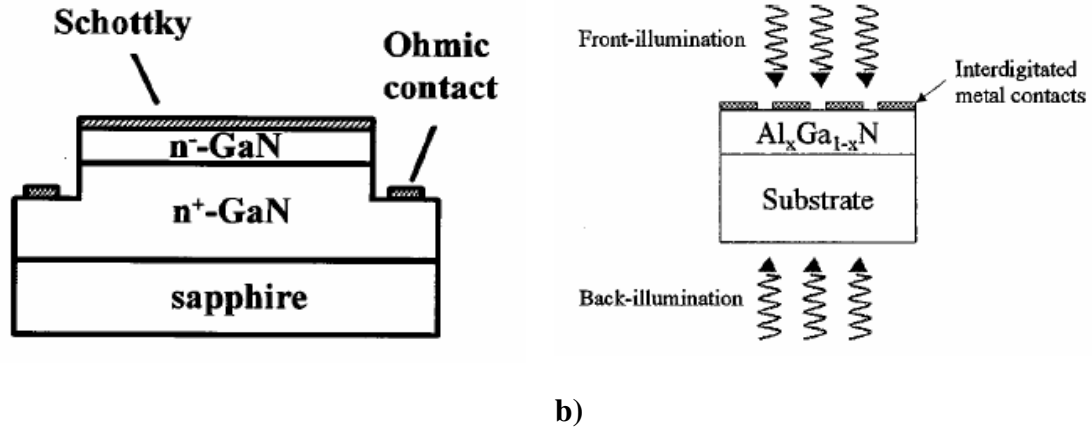 Schottky
Ohmic
contact
n⁻-GaN
n⁺-GaN
sapphire
Front-illumination
Interdigitated
metal contacts
AlₓGa₁₋ₓN
Substrate
Back-illumination
b)